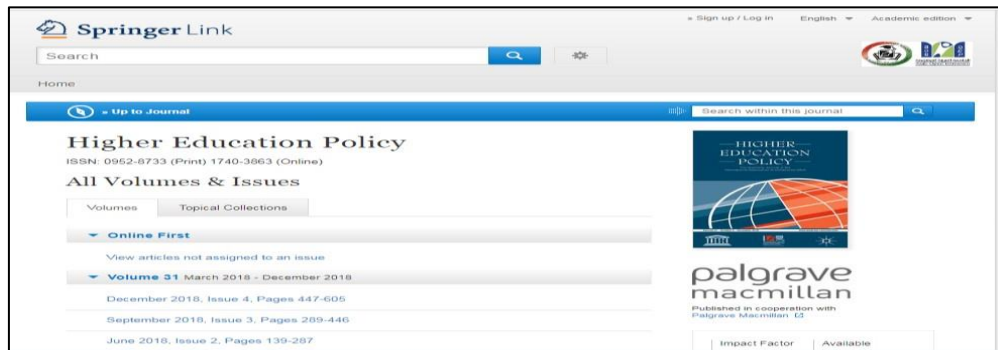 » Sign up / Log in English Academic edition
Springer Link
Search
Home
» Up to Journal
Search within this journal
Higher Education Policy
ISSN: 0952-8733 (Print) 1740-3863 (Online)
All Volumes & Issues
Volumes Topical Collections
Online First
View articles not assigned to an issue
Volume 31 March 2018 - December 2018
December 2018, Issue 4, Pages 447-605
September 2018, Issue 3, Pages 289-446
June 2018, Issue 2, Pages 139-287
HIGHER
EDUCATION
POLICY
palgrave
macmillan
Published in cooperation with
Palgrave Macmillan
Impact Factor Available